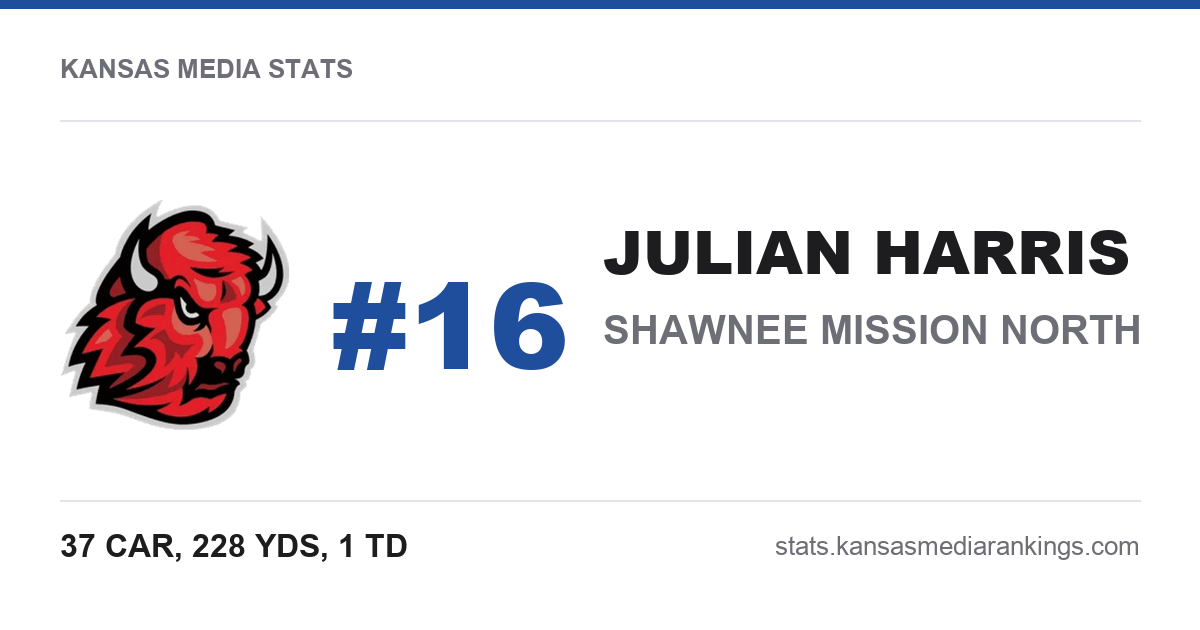 KANSAS MEDIA STATS
#16
JULIAN HARRIS
SHAWNEE MISSION NORTH
37 CAR, 228 YDS, 1 TD
stats.kansasmediarankings.com